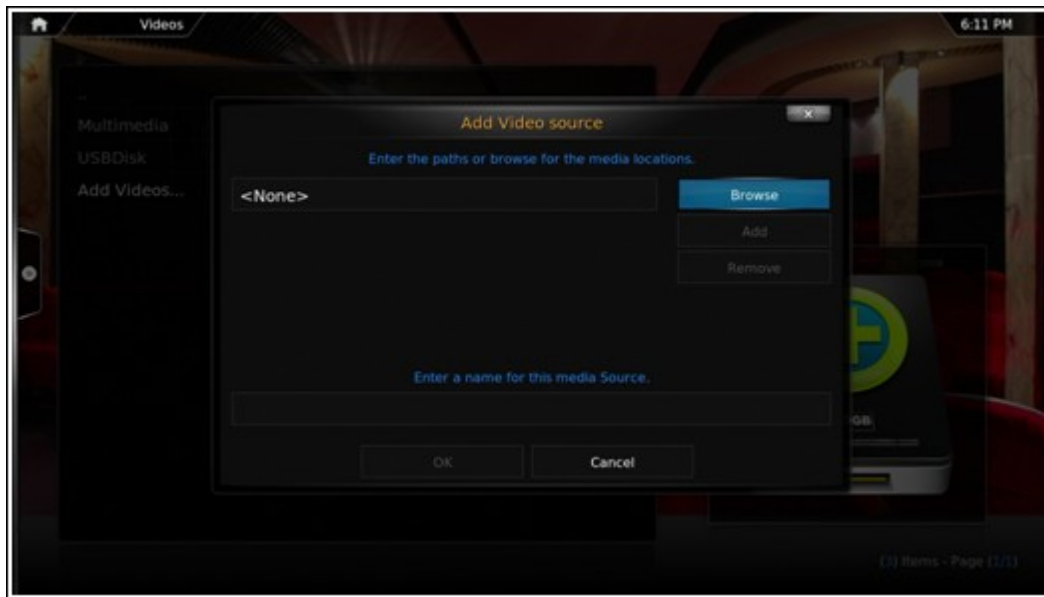 Videos
6:11 PM
..
Multimedia
USBDisk
Add Videos...
Add Video source
Enter the paths or browse for the media locations.
<None>
Browse
Add
Remove
Enter a name for this media Source.
OK
Cancel
GB
(3) Items - Page (1/1)